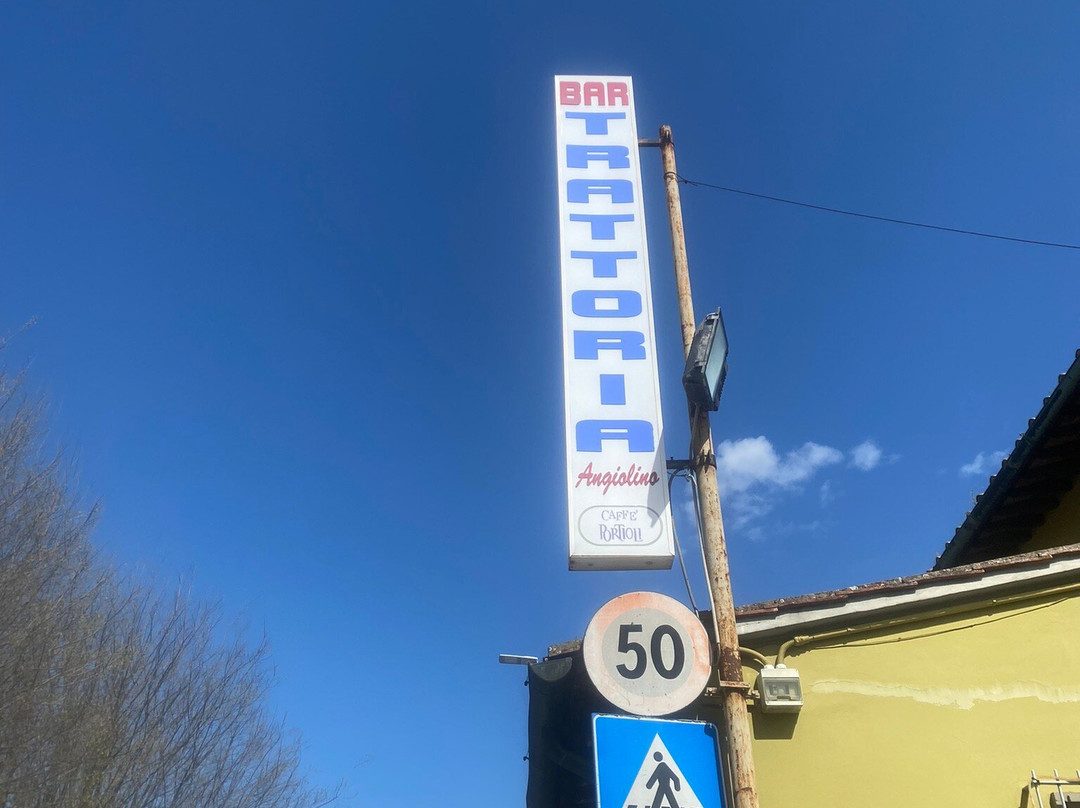 BAR
TRATTORIA
Angiolino
CAFFE'
PORTIOLI
50